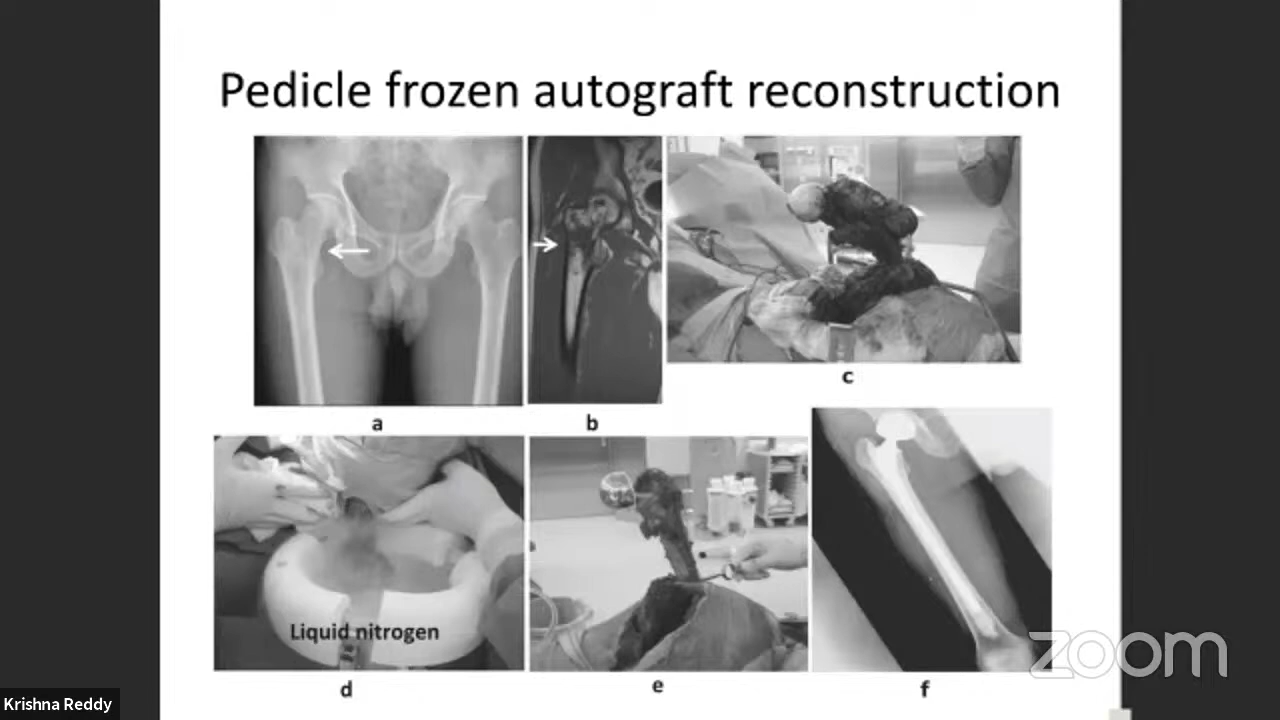 Pedicle frozen autograft reconstruction
a
b
c
Liquid nitrogen
d
e
f
zoom
Krishna Reddy